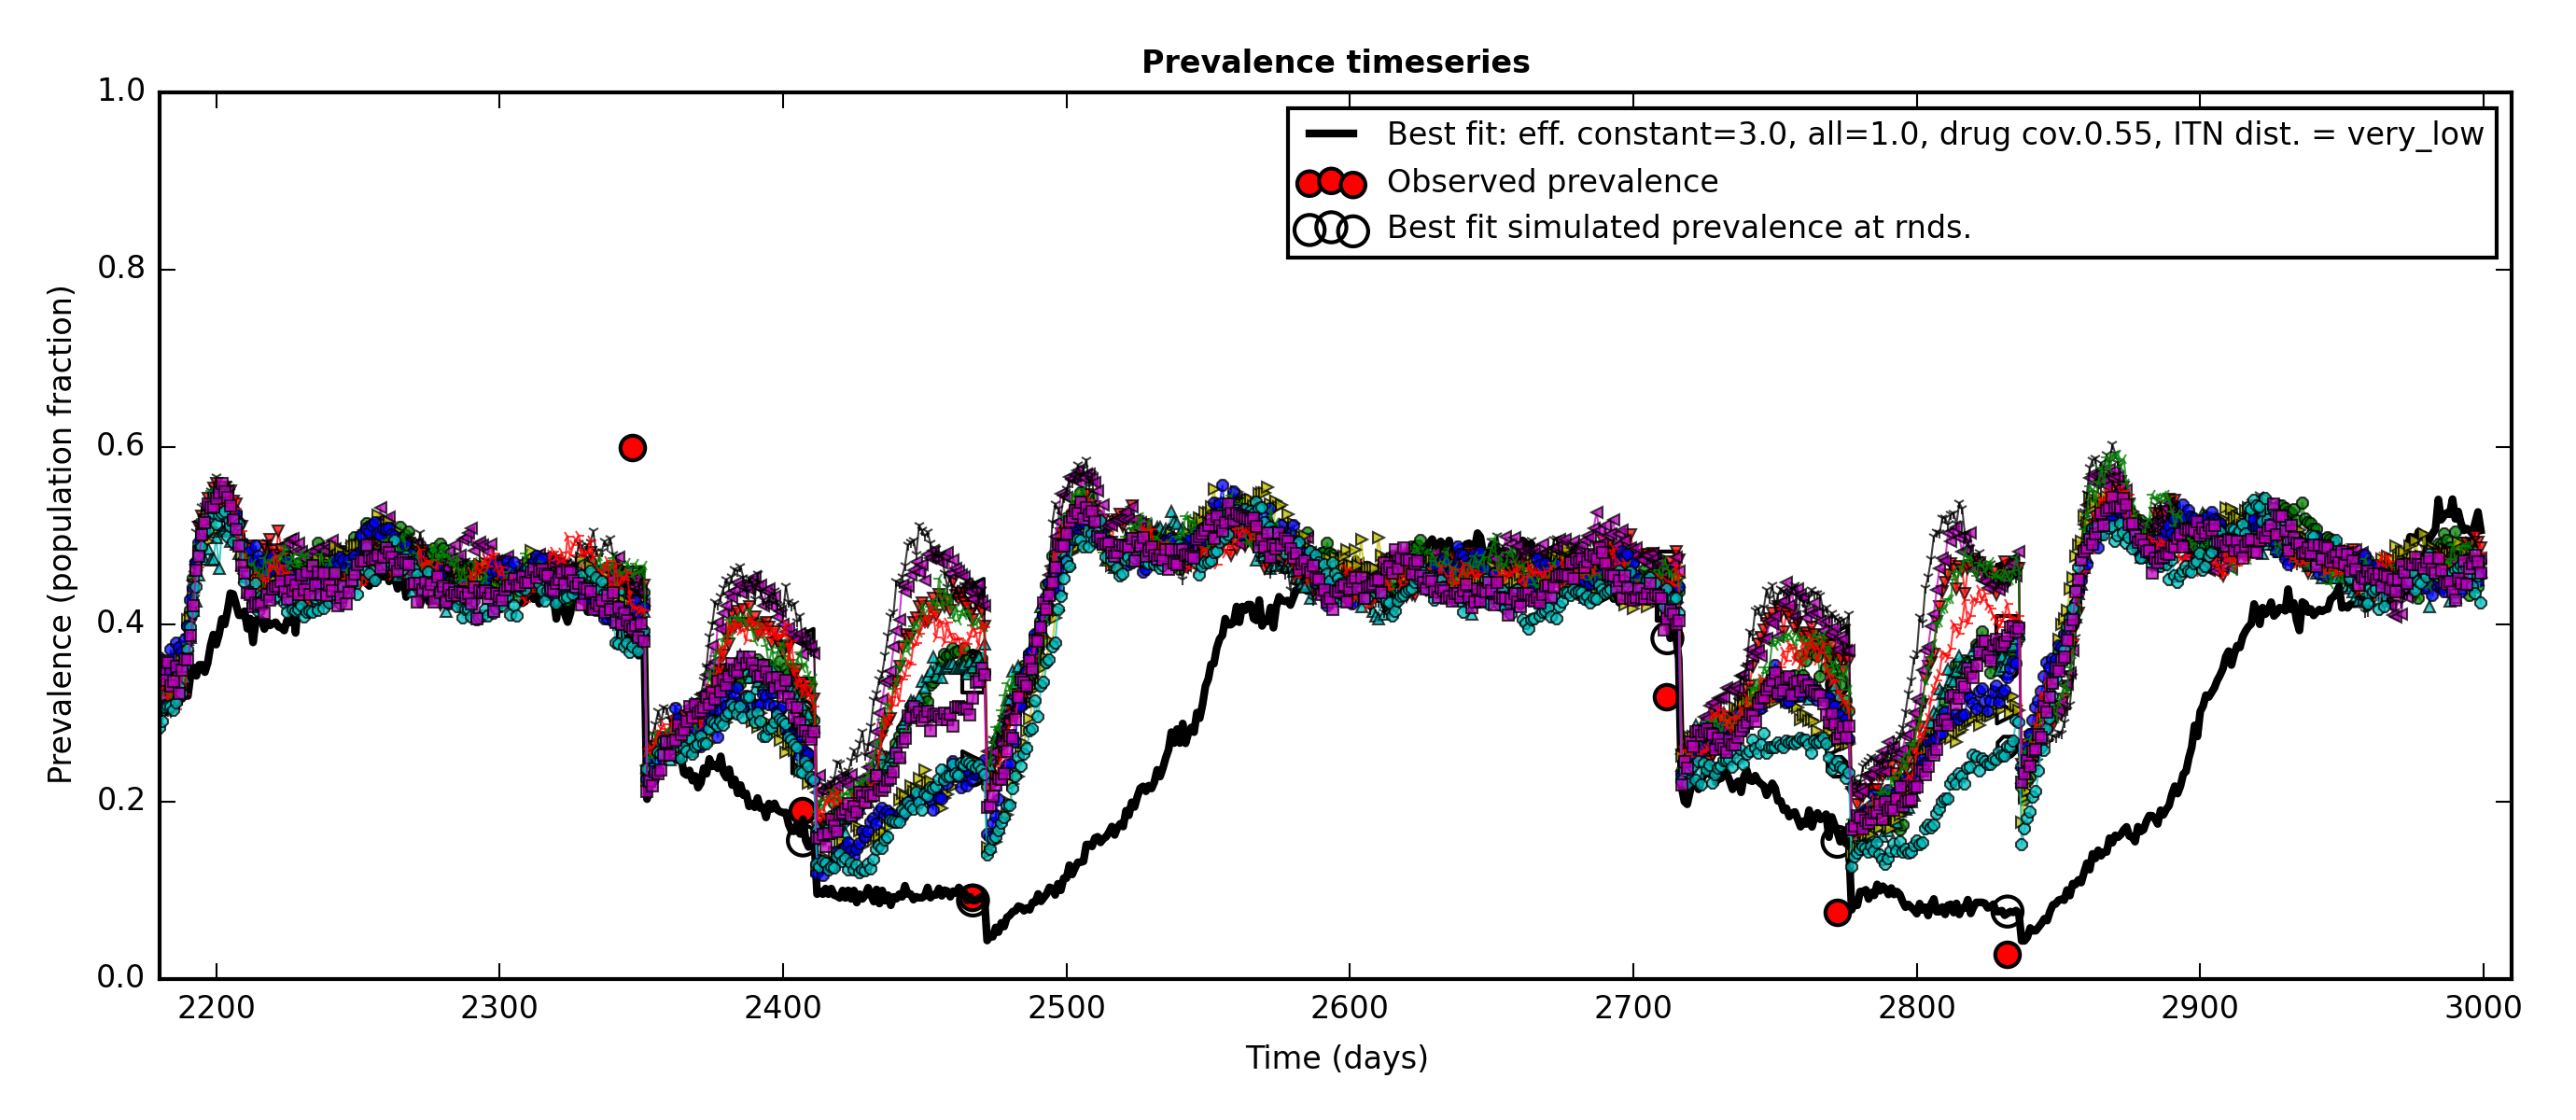 Prevalence timeseries
Best fit: eff. constant=3.0, all=1.0, drug cov.0.55, ITN dist. = very_low
Observed prevalence
Best fit simulated prevalence at rnds.
Prevalence (population fraction)
1.0
0.8
0.6
0.4
0.2
0.0
2200 2300 2400 2500 2600 2700 2800 2900 3000
Time (days)